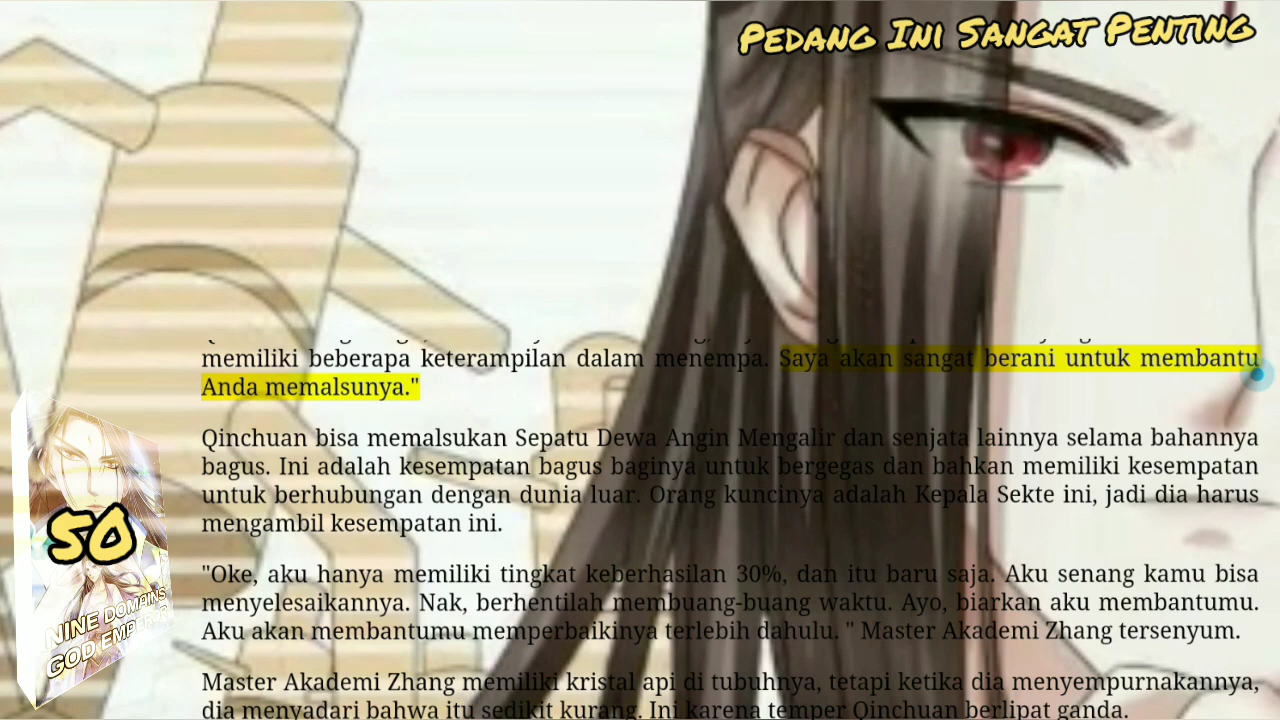 Pedang Ini Sangat Penting
memiliki beberapa keterampilan dalam menempa. Saya akan sangat berani untuk membantu
Anda memalsunya."
Qinchuan bisa memalsukan Sepatu Dewa Angin Mengalir dan senjata lainnya selama bahannya
bagus. Ini adalah kesempatan bagus baginya untuk bergegas dan bahkan memiliki kesempatan
untuk berhubungan dengan dunia luar. Orang kuncinya adalah Kepala Sekte ini, jadi dia harus
mengambil kesempatan ini.
"Oke, aku hanya memiliki tingkat keberhasilan 30%, dan itu baru saja. Aku senang kamu bisa
menyelesaikannya. Nak, berhentilah membuang-buang waktu. Ayo, biarkan aku membantumu.
Aku akan membantumu memperbaikinya terlebih dahulu. " Master Akademi Zhang tersenyum.
Master Akademi Zhang memiliki kristal api di tubuhnya, tetapi ketika dia menyempurnakannya,
dia menyadari bahwa itu sedikit kurang. Ini karena temper Qinchuan berlipat ganda.
50
NINE DOMAINS
GOD EMPEROR